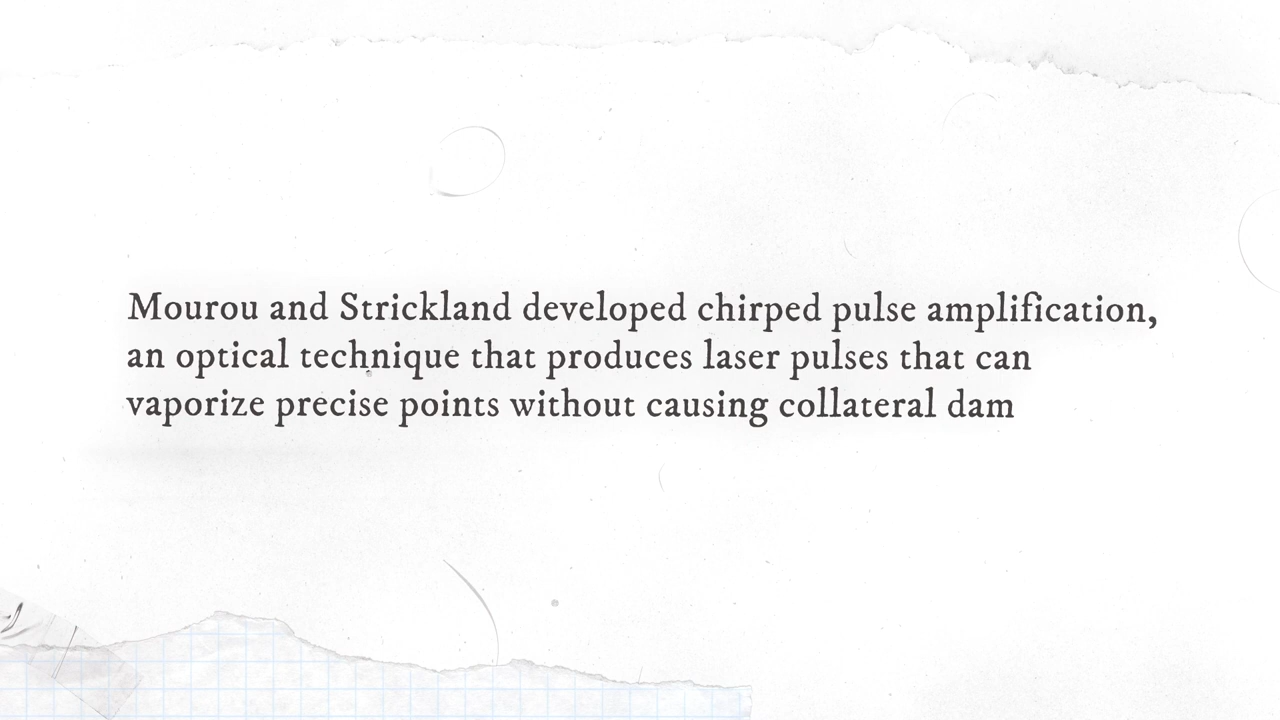 Mourou and Strickland developed chirped pulse amplification,
an optical technique that produces laser pulses that can
vaporize precise points without causing collateral dam